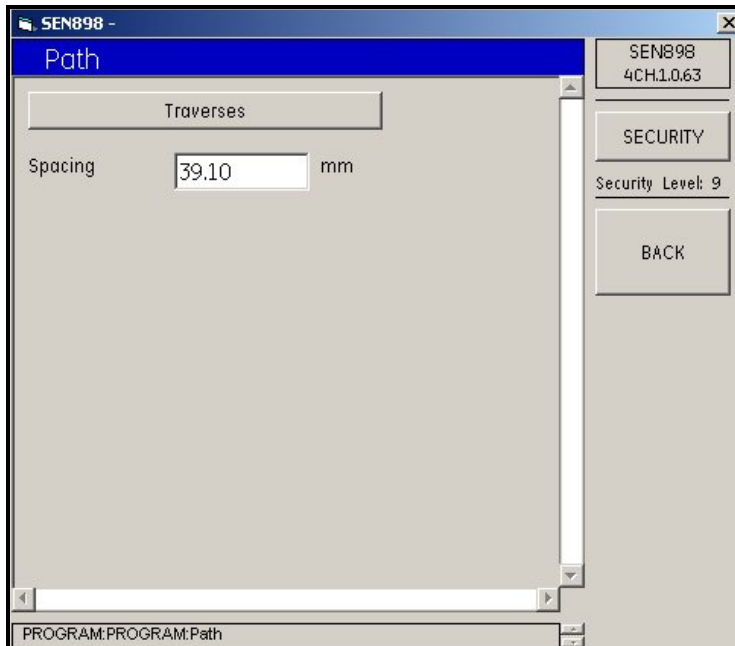 SEN898 -
Path
Traverses
Spacing 39.10 mm
SEN898
4CH.1.0.63
SECURITY
Security Level: 9
BACK
PROGRAM:PROGRAM:Path